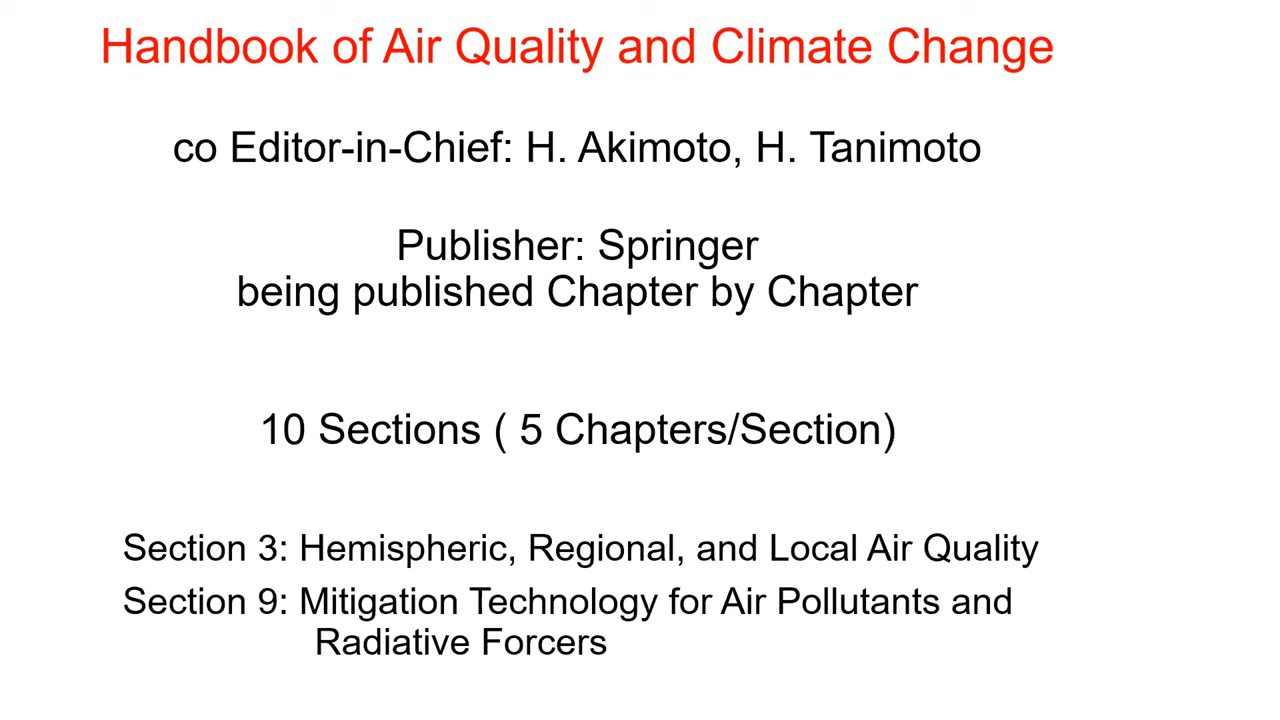 Handbook of Air Quality and Climate Change
co Editor-in-Chief: H. Akimoto, H. Tanimoto
Publisher: Springer
being published Chapter by Chapter
10 Sections ( 5 Chapters/Section)
Section 3: Hemispheric, Regional, and Local Air Quality
Section 9: Mitigation Technology for Air Pollutants and
Radiative Forcers